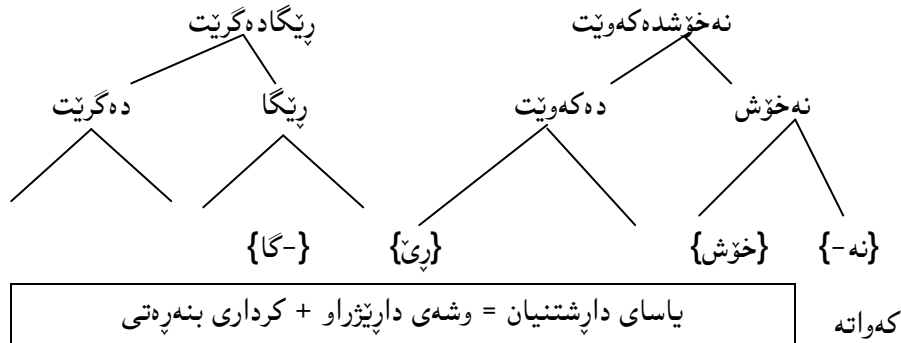 نەخۆشدەکەوێت ڕێگادەگرێت
نەخۆش دەکەوێت ڕێگا دەگرێت
{نە-} {خۆش} {ڕێ} {-گا}
کەواتە یاسای داڕشتنیان = وشەی داڕێژراو + کرداری بنەڕەتی